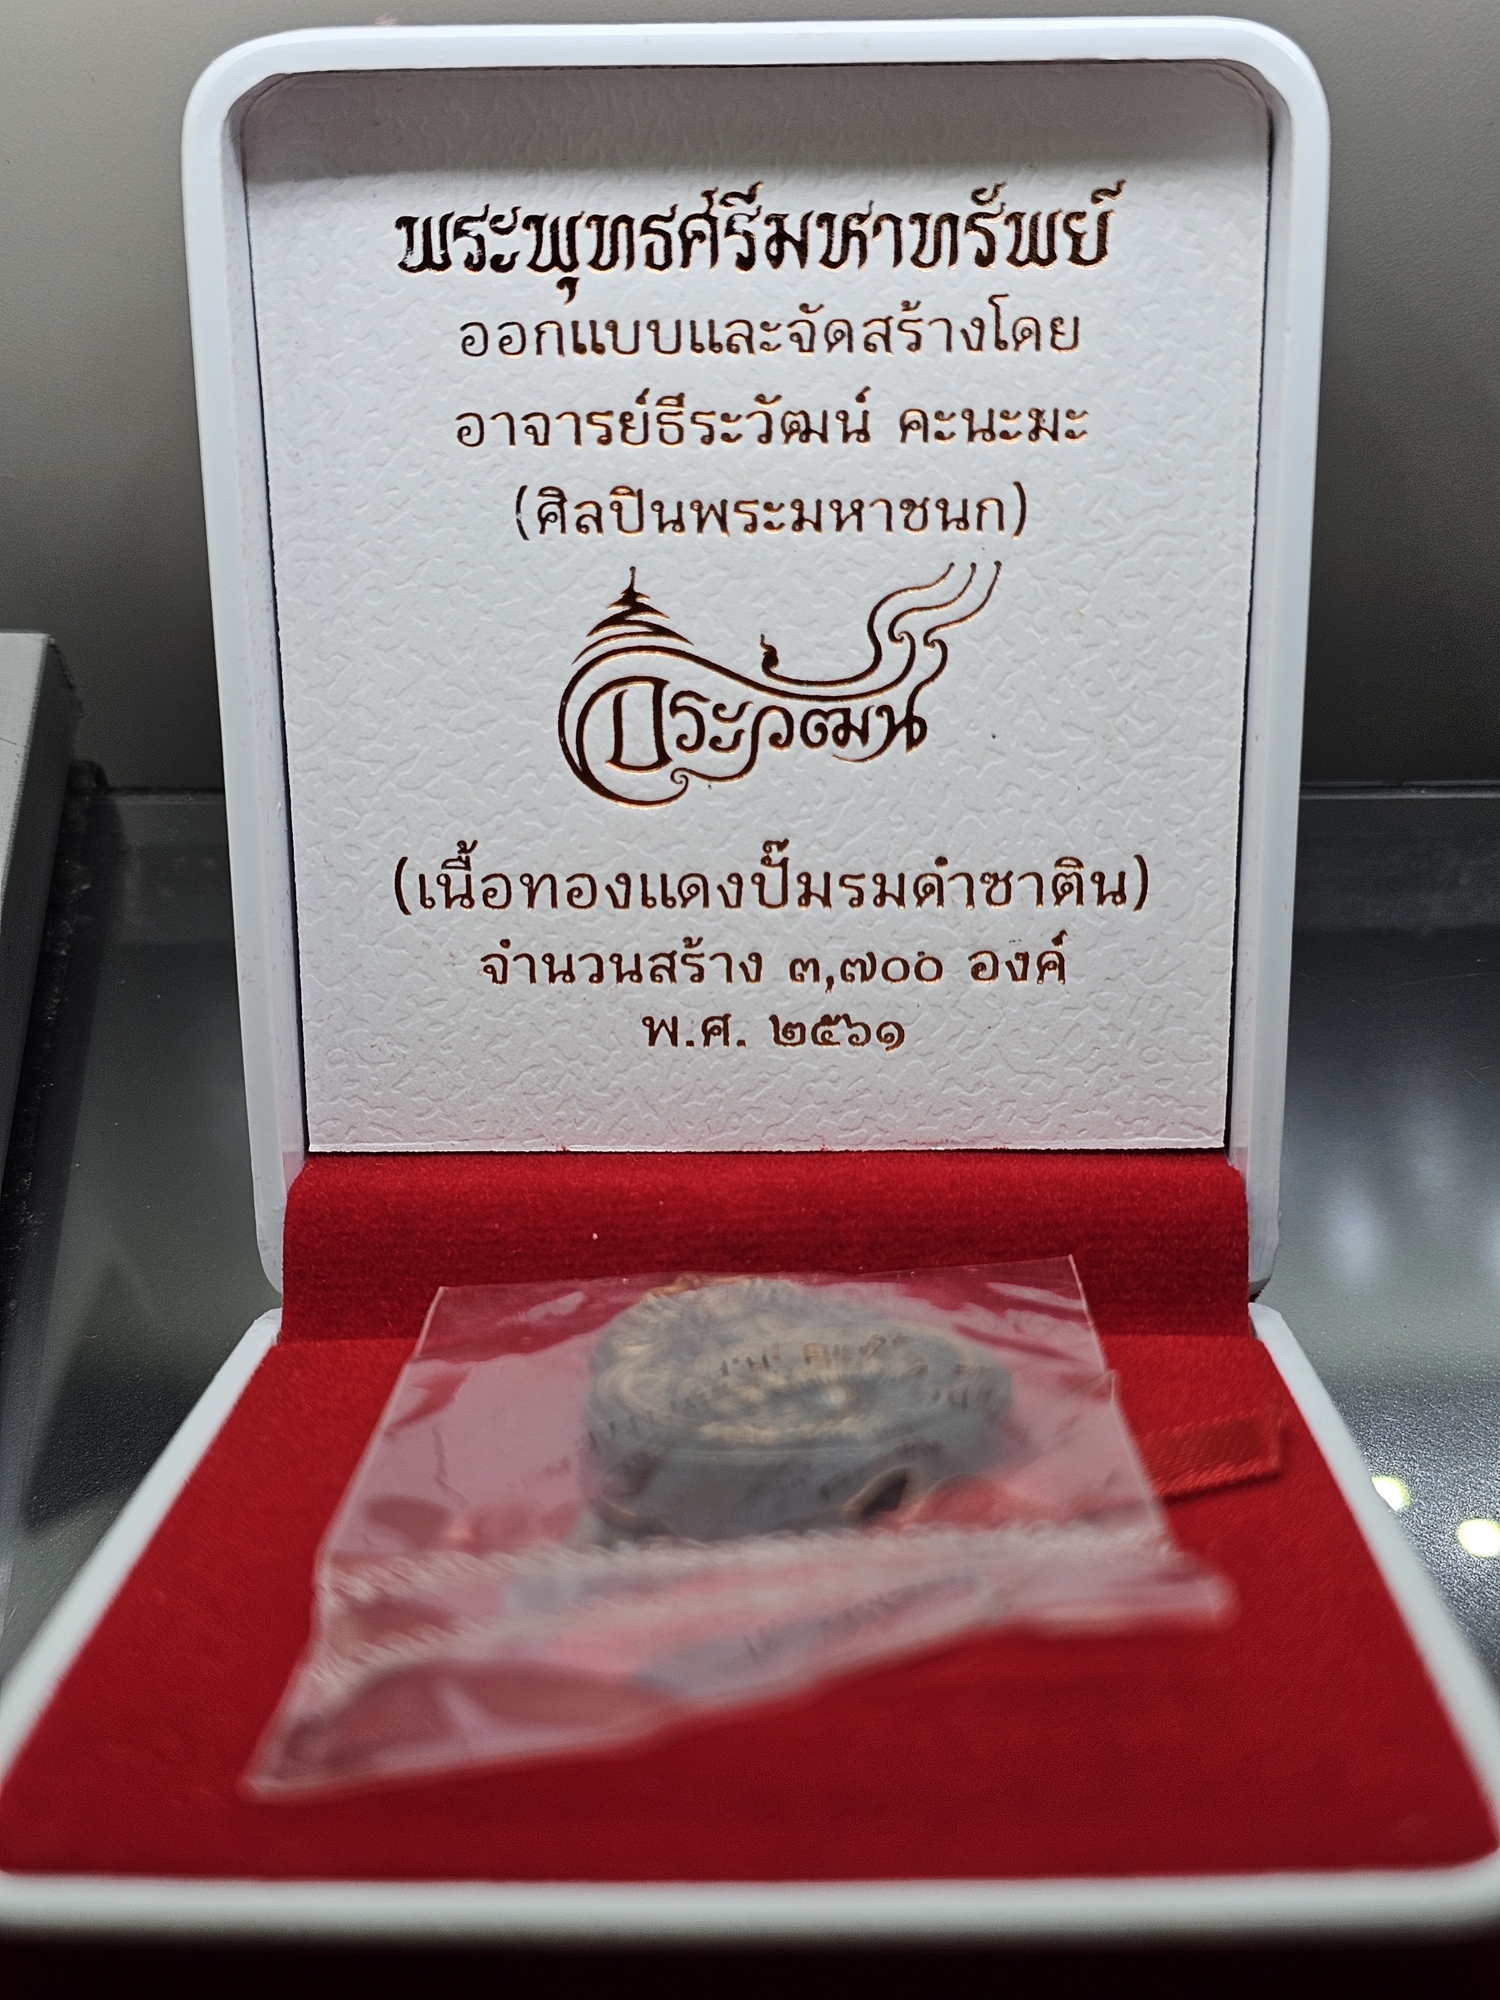 พระพุทธศรีมหาทรัพย์
ออกแบบและจัดสร้างโดย
อาจารย์ธีระวัฒน์ คะนะมะ
(ศิลปินพระมหาชนก)
ธีระวัฒน์
(เนื้อทองแดงปั๊มรมดำซาติน)
จำนวนสร้าง ๓,๗๐๐ องค์
พ.ศ. ๒๕๖๑